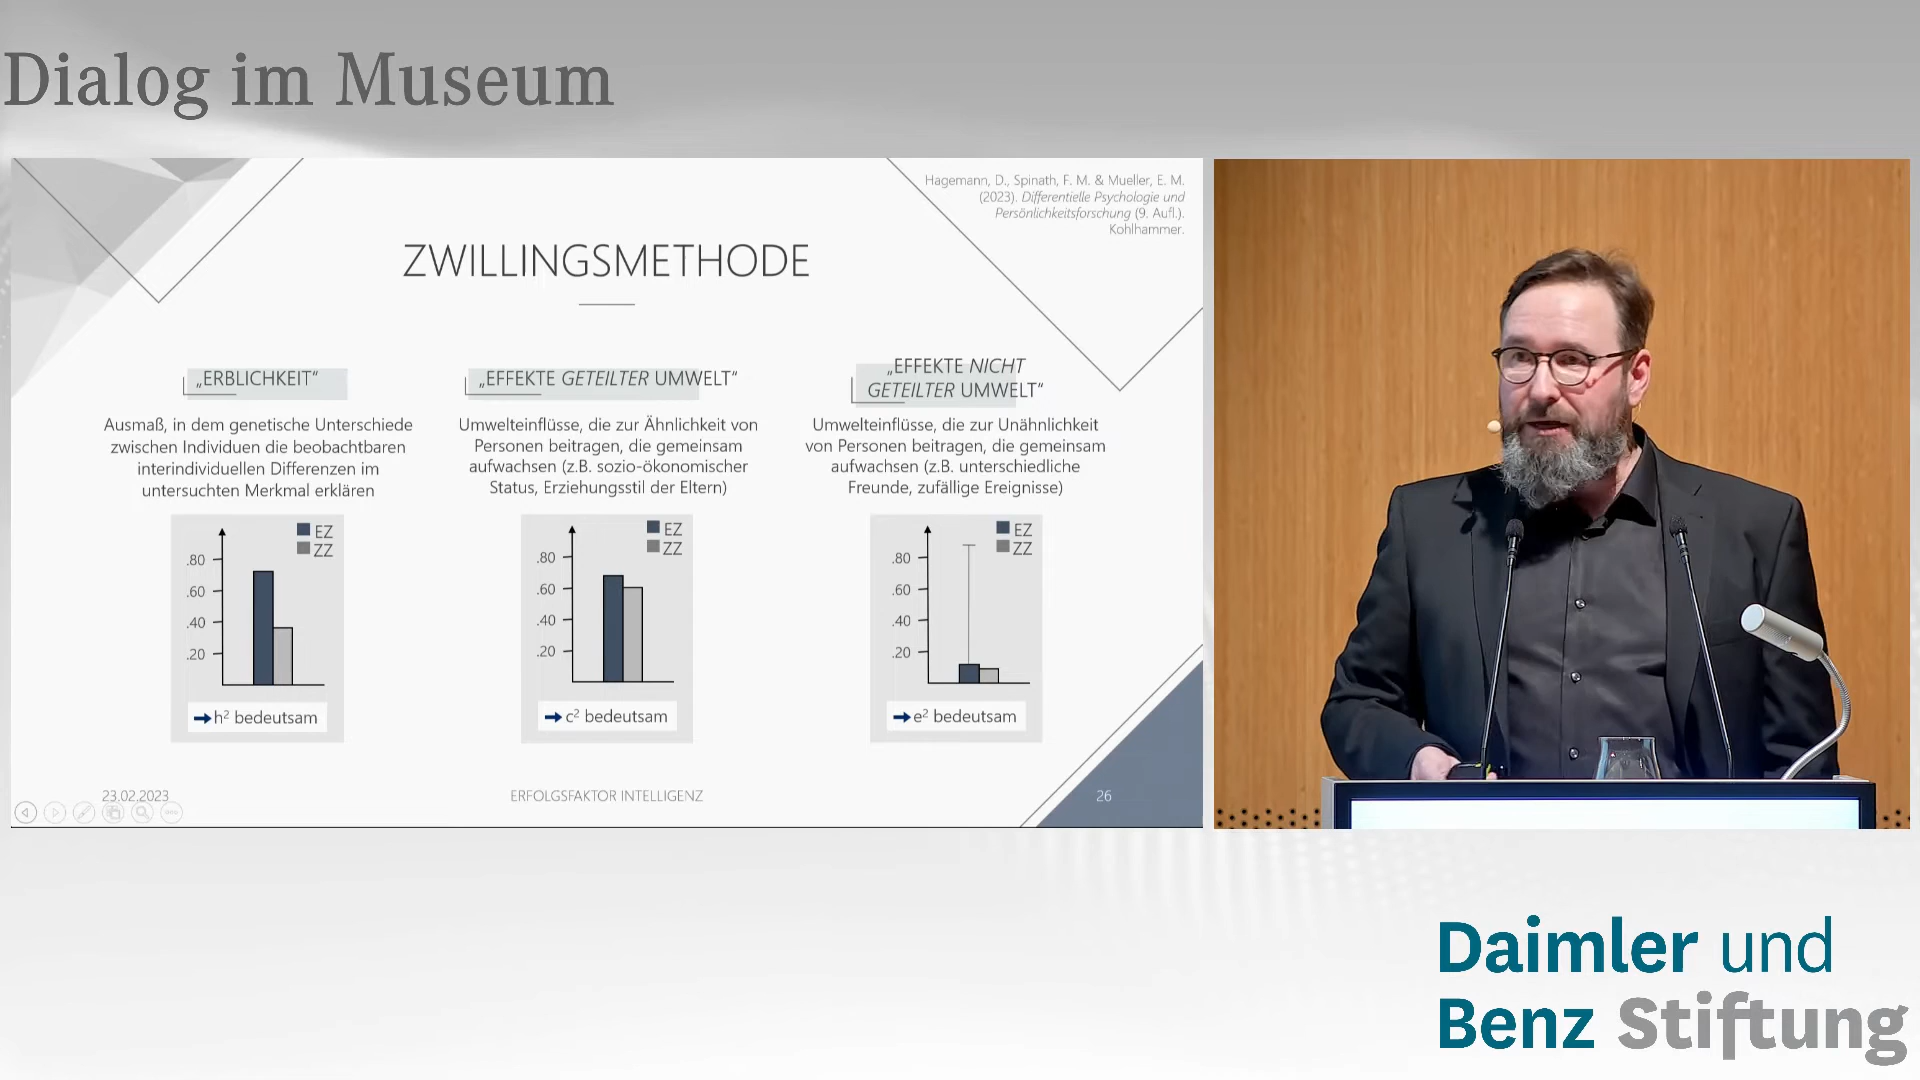 Dialog im Museum
Hagemann, D., Spinath, F. M. & Mueller, E. M.
(2023). Differentielle Psychologie und
Persönlichkeitsforschung (9. Aufl.).
Kohlhammer.
ZWILLINGSMETHODE
„ERBLICHKEIT“
Ausmaß, in dem genetische Unterschiede
zwischen Individuen die beobachtbaren
interindividuellen Differenzen im
untersuchten Merkmal erklären
EZ
ZZ
.80
.60
.40
.20
h² bedeutsam
„EFFEKTE GETEILTER UMWELT“
Umwelteinflüsse, die zur Ähnlichkeit von
Personen beitragen, die gemeinsam
aufwachsen (z.B. sozio-ökonomischer
Status, Erziehungsstil der Eltern)
EZ
ZZ
.80
.60
.40
.20
c² bedeutsam
„EFFEKTE NICHT
GETEILTER UMWELT“
Umwelteinflüsse, die zur Unähnlichkeit
von Personen beitragen, die gemeinsam
aufwachsen (z.B. unterschiedliche
Freunde, zufällige Ereignisse)
EZ
ZZ
.80
.60
.40
.20
e² bedeutsam
23.02.2023
ERFOLGSFAKTOR INTELLIGENZ
26
Daimler und
Benz Stiftung